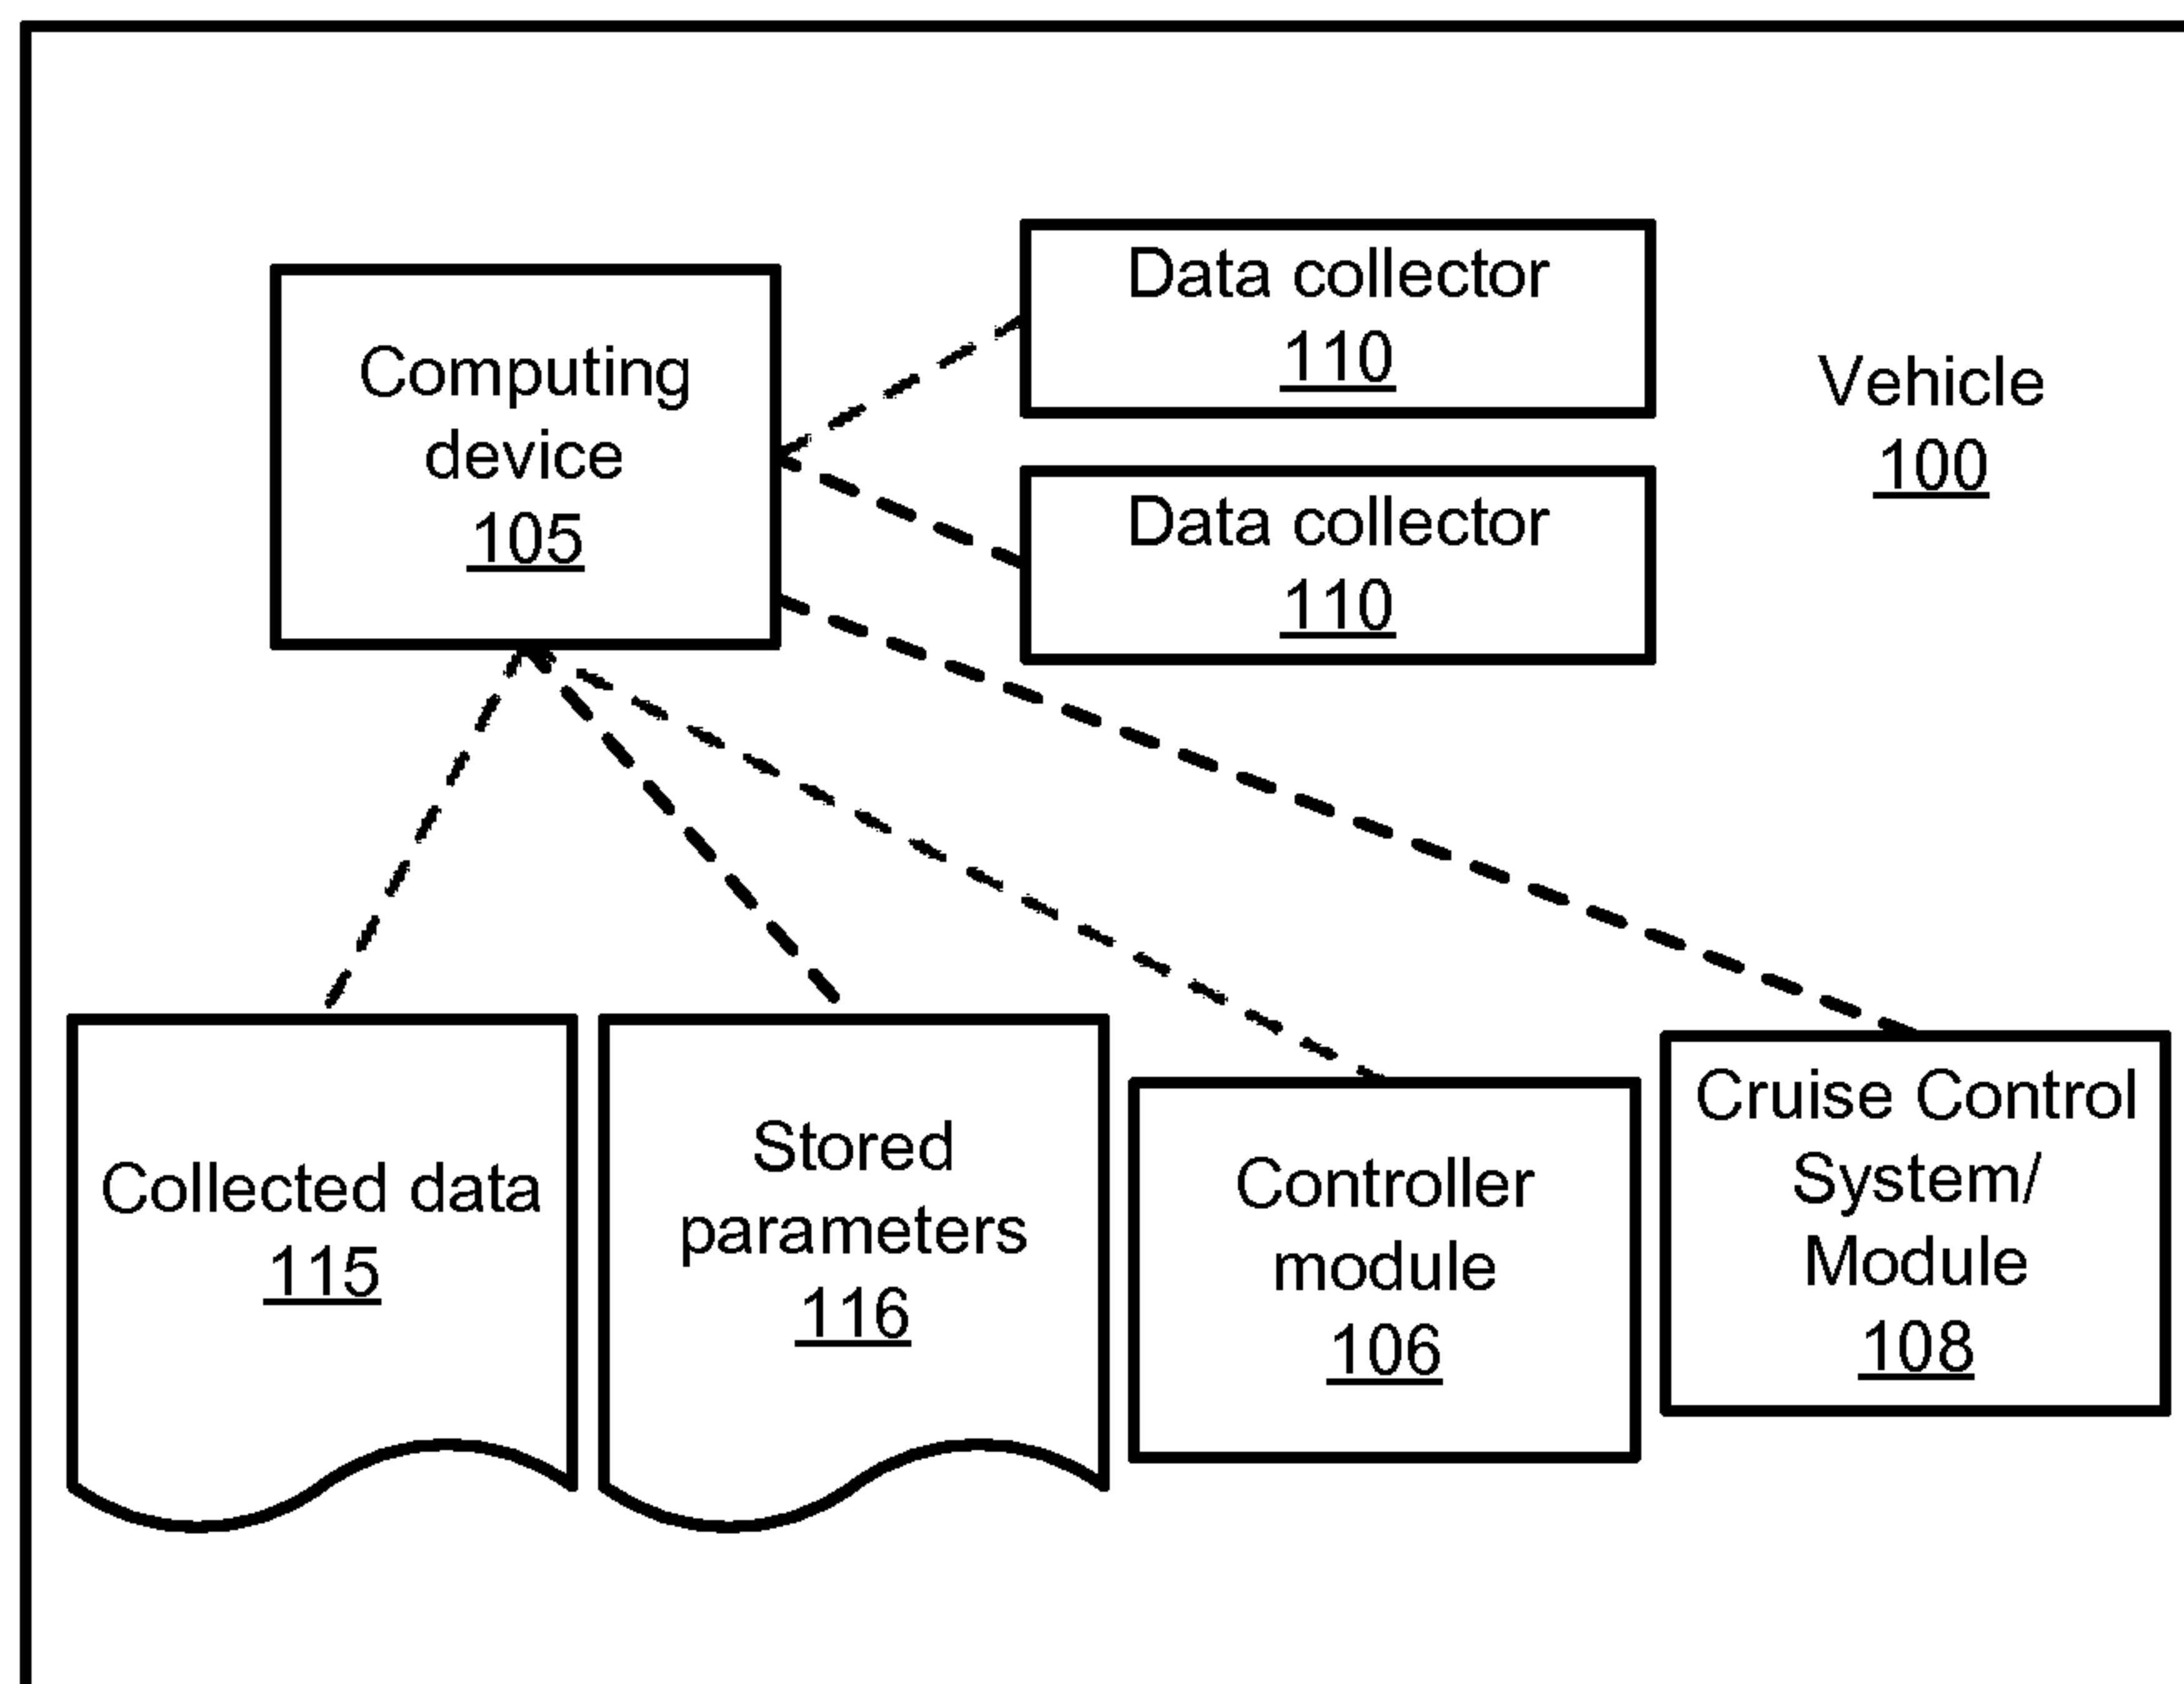 Data collector
110
Computing
device
105
Vehicle
100
Data collector
110
Collected data
115
Stored
parameters
116
Controller
module
106
Cruise Control
System/
Module
108